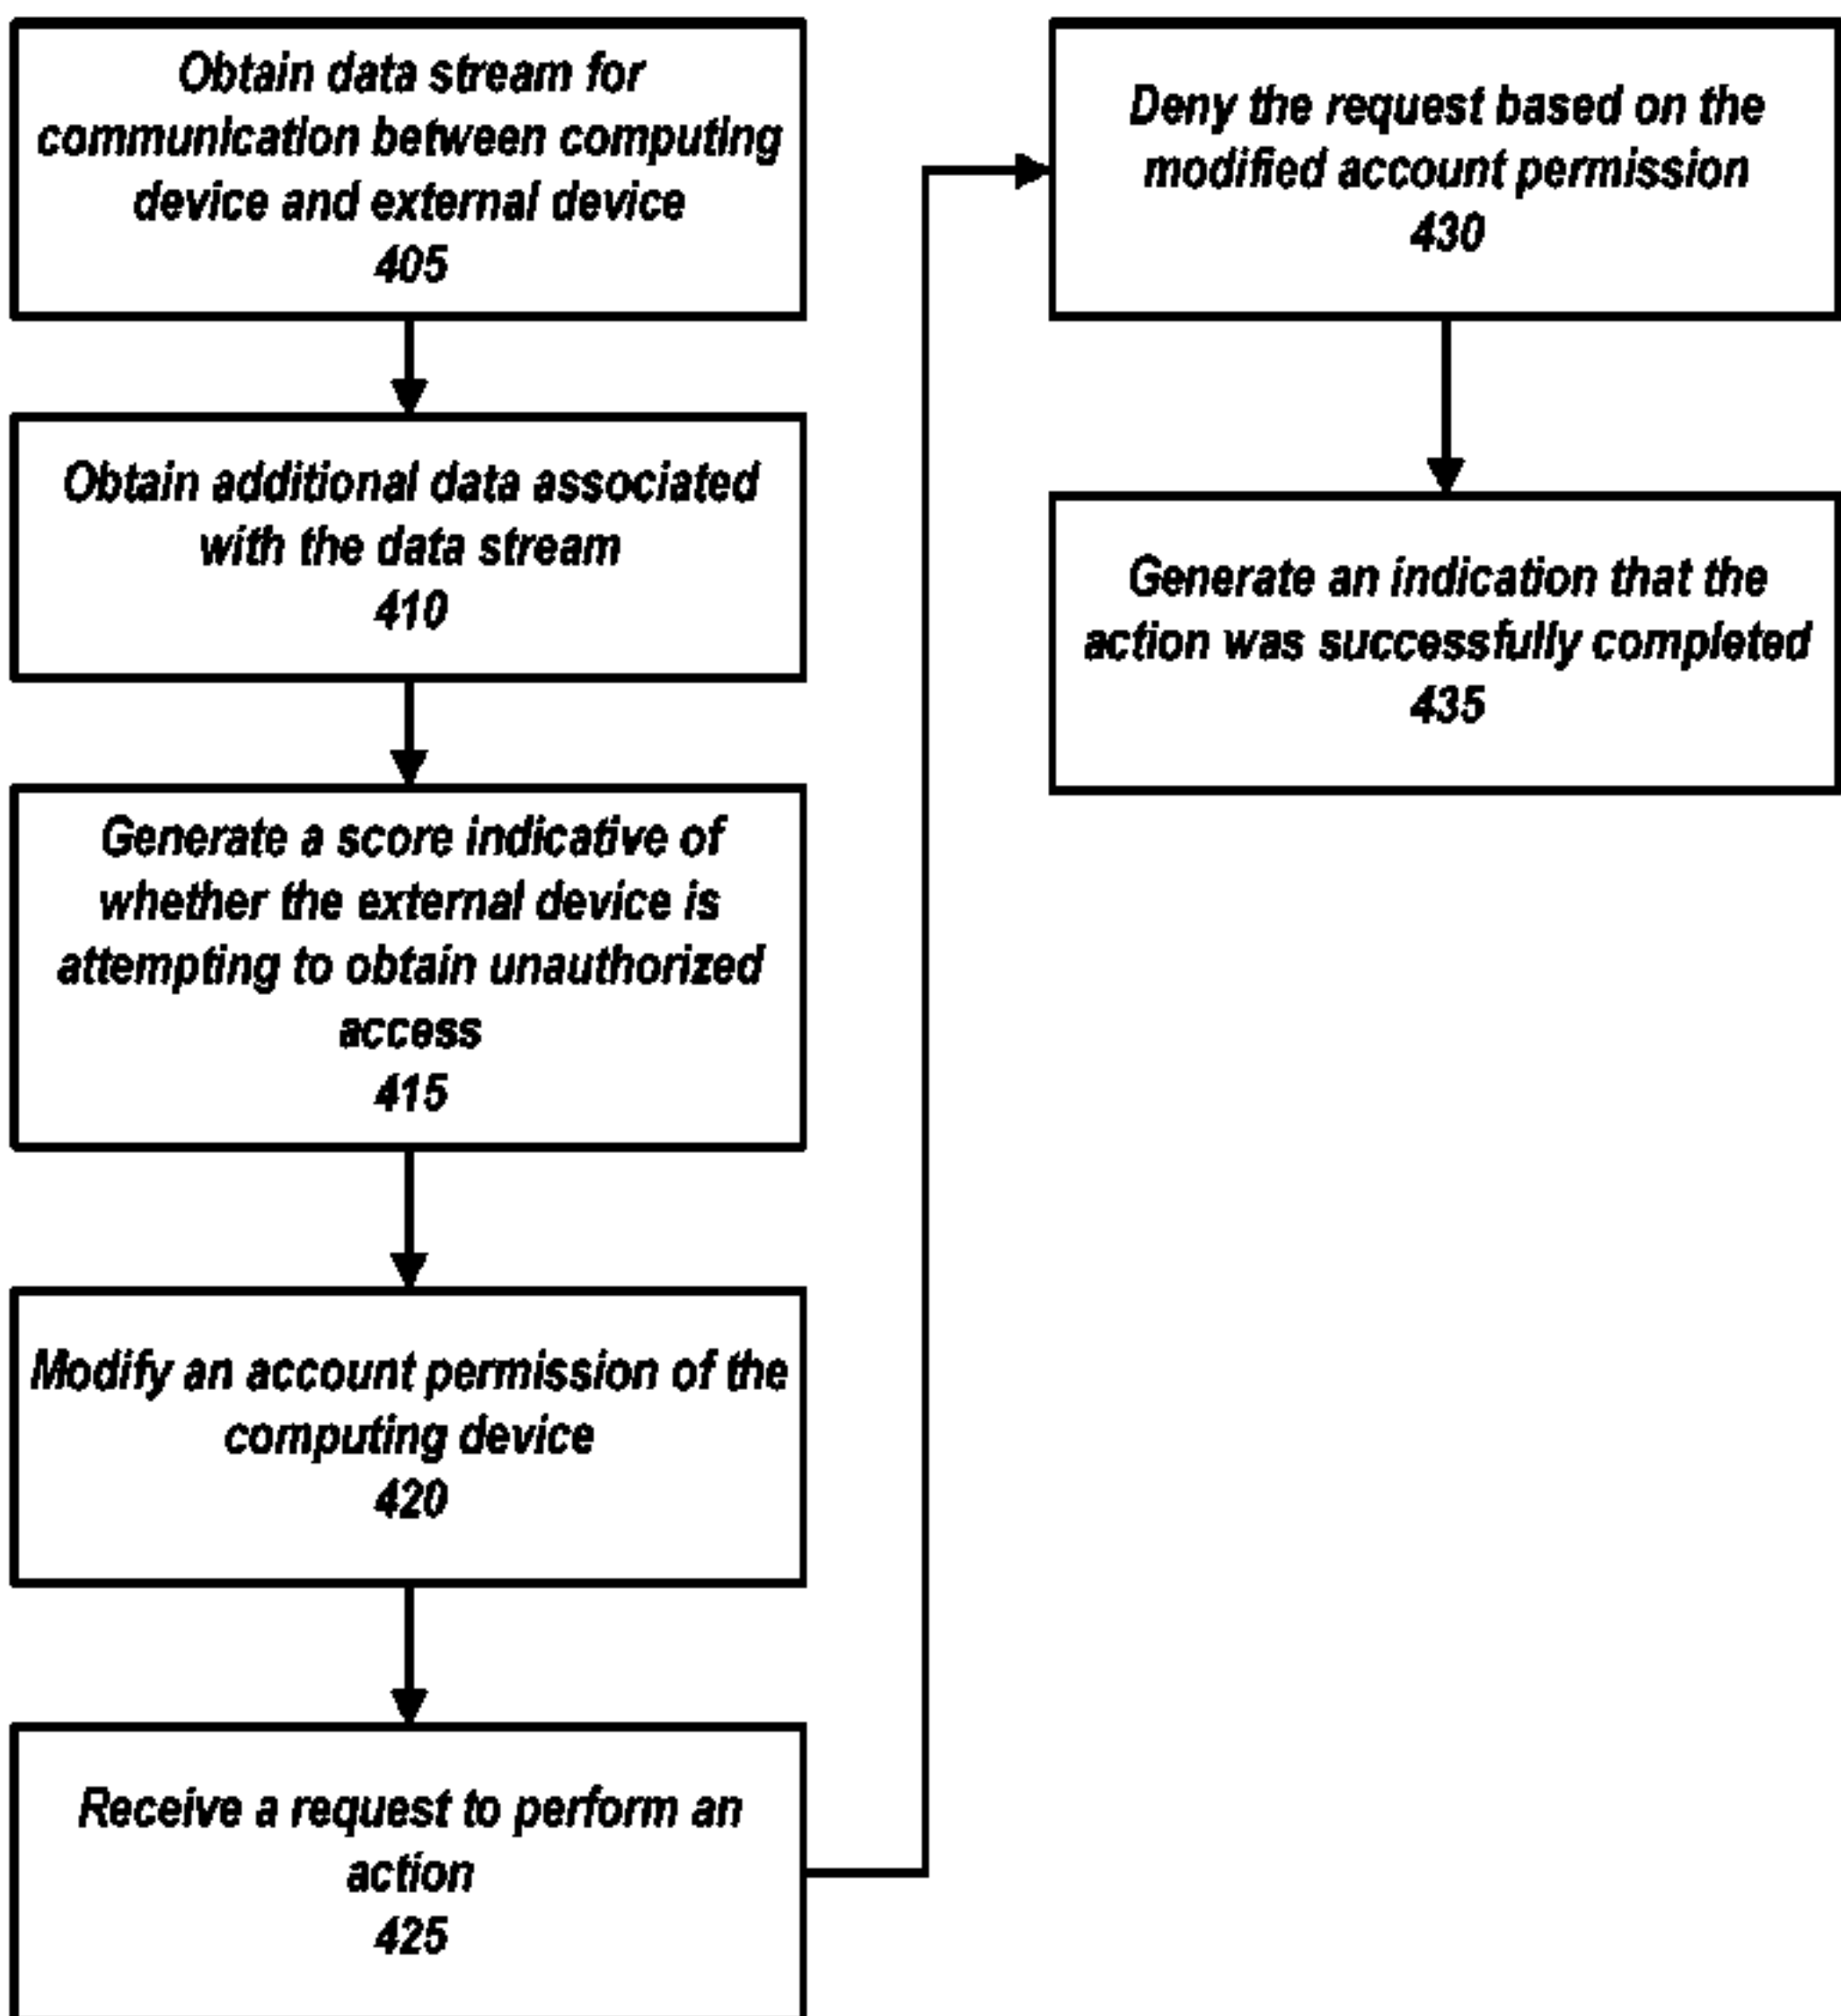 Obtain data stream for
communication between computing
device and external device
405
Obtain additional data associated
with the data stream
410
Generate a score indicative of
whether the external device is
attempting to obtain unauthorized
access
415
Modify an account permission of the
computing device
420
Receive a request to perform an
action
425
Deny the request based on the
modified account permission
430
Generate an indication that the
action was successfully completed
435